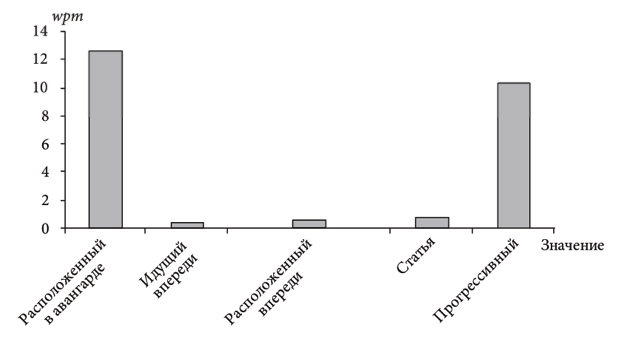 wpm
14
12
10
8
6
4
2
0
Расположенный
в авангарде
Идущий
впереди
Расположенный
впереди
Статья
Прогрессивный
Значение